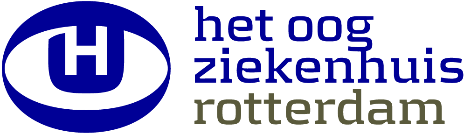 H
het oog
ziekenhuis
rotterdam